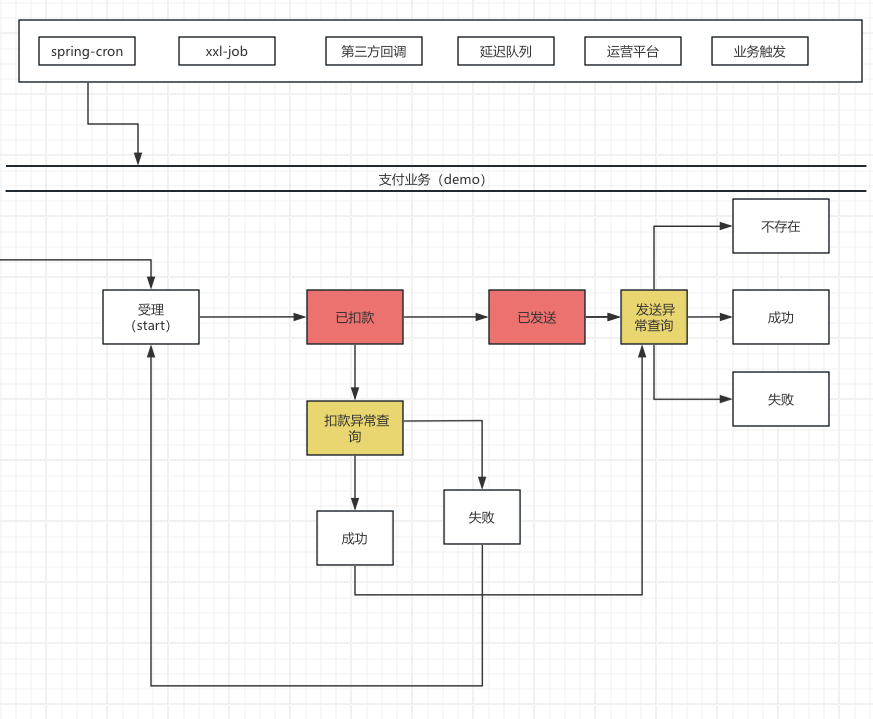 spring-cron
xxl-job
第三方回调
延迟队列
运营平台
业务触发
支付业务（demo）
不存在
受理
（start）
已扣款
已发送
发送异
常查询
成功
失败
扣款异常查
询
失败
成功